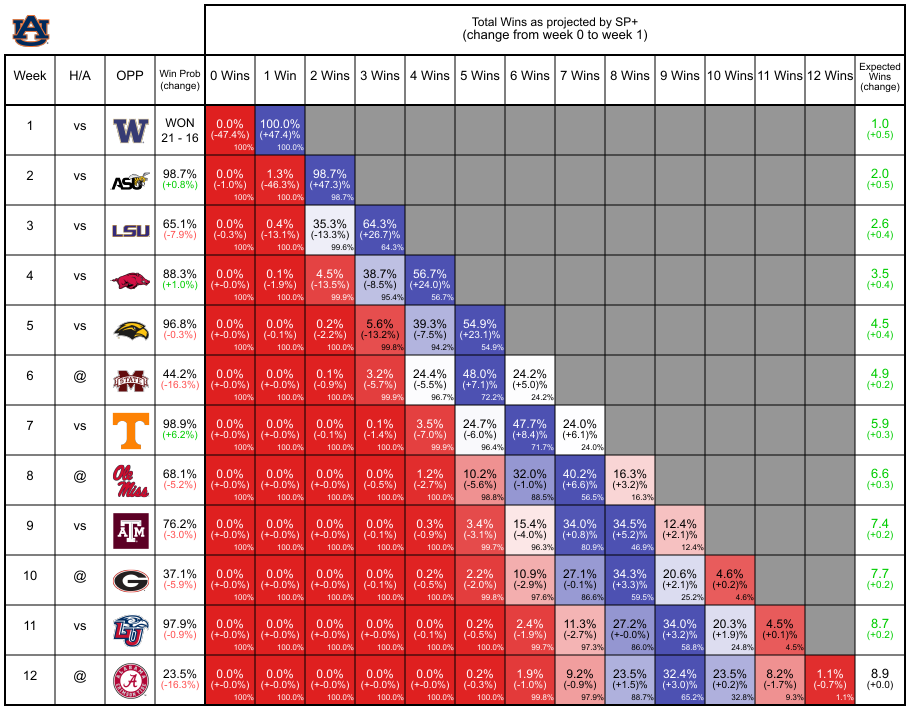 Total Wins as projected by SP+
(change from week 0 to week 1)
Week H/A OPP Win Prob (change) 0 Wins 1 Win 2 Wins 3 Wins 4 Wins 5 Wins 6 Wins 7 Wins 8 Wins 9 Wins 10 Wins 11 Wins 12 Wins Expected Wins (change)
1 vs W WON 0.0% 100.0% 1.0
21 - 16 (-47.4%) (+47.4)% (+0.5)
100% 100.0%
2 vs ASU 98.7% 0.0% 1.3% 98.7% 2.0
(+0.8%) (-1.0%) (-46.3%) (+47.3)% (+0.5)
100% 100.0% 98.7%
3 vs LSU 65.1% 0.0% 0.4% 35.3% 64.3% 2.6
(-7.9%) (-0.3%) (-13.1%) (-13.3%) (+26.7)% (+0.4)
100% 100.0% 99.6% 64.3%
4 vs 88.3% 0.0% 0.1% 4.5% 38.7% 56.7% 3.5
(+1.0%) (+-0.0%) (-1.9%) (-13.5%) (-8.5%) (+24.0)% (+0.4)
100% 100.0% 99.9% 95.4% 56.7%
5 vs 96.8% 0.0% 0.0% 0.2% 5.6% 39.3% 54.9% 4.5
(-0.3%) (+-0.0%) (-0.1%) (-2.2%) (-13.2%) (-7.5%) (+23.1)% (+0.4)
100% 100.0% 100.0% 99.8% 94.2% 54.9%
6 @ M STATE 44.2% 0.0% 0.0% 0.1% 3.2% 24.4% 48.0% 24.2% 4.9
(-16.3%) (+-0.0%) (+-0.0%) (-0.9%) (-5.7%) (-5.5%) (+7.1)% (+5.0)% (+0.2)
100% 100.0% 100.0% 99.9% 96.7% 72.2% 24.2%
7 vs T 98.9% 0.0% 0.0% 0.0% 0.1% 3.5% 24.7% 47.7% 24.0% 5.9
(+6.2%) (+-0.0%) (+-0.0%) (-0.1%) (-1.4%) (-7.0%) (-6.0%) (+8.4)% (+6.1)% (+0.3)
100% 100.0% 100.0% 100.0% 99.9% 96.4% 71.7% 24.0%
8 @ Ole Miss 68.1% 0.0% 0.0% 0.0% 0.0% 1.2% 10.2% 32.0% 40.2% 16.3% 6.6
(-5.2%) (+-0.0%) (+-0.0%) (+-0.0%) (-0.5%) (-2.7%) (-5.6%) (-1.0%) (+6.6)% (+3.2)% (+0.3)
100% 100.0% 100.0% 100.0% 100.0% 98.8% 88.5% 56.5% 16.3%
9 vs ATM 76.2% 0.0% 0.0% 0.0% 0.0% 0.3% 3.4% 15.4% 34.0% 34.5% 12.4% 7.4
(-3.0%) (+-0.0%) (+-0.0%) (+-0.0%) (-0.1%) (-0.9%) (-3.1%) (-4.0%) (+0.8)% (+5.2)% (+2.1)% (+0.2)
100% 100.0% 100.0% 100.0% 100.0% 99.7% 96.3% 80.9% 46.9% 12.4%
10 @ G 37.1% 0.0% 0.0% 0.0% 0.0% 0.2% 2.2% 10.9% 27.1% 34.3% 20.6% 4.6% 7.7
(-5.9%) (+-0.0%) (+-0.0%) (+-0.0%) (-0.1%) (-0.5%) (-2.0%) (-2.9%) (-0.1%) (+3.3)% (+2.1)% (+0.2)% (+0.2)
100% 100.0% 100.0% 100.0% 100.0% 99.8% 97.6% 86.6% 59.5% 25.2% 4.6%
11 vs LU 97.9% 0.0% 0.0% 0.0% 0.0% 0.0% 0.2% 2.4% 11.3% 27.2% 34.0% 20.3% 4.5% 8.7
(-0.9%) (+-0.0%) (+-0.0%) (+-0.0%) (+-0.0%) (-0.1%) (-0.5%) (-1.9%) (-2.7%) (+-0.0%) (+3.2)% (+1.9)% (+0.1)% (+0.2)
100% 100.0% 100.0% 100.0% 100.0% 100.0% 99.7% 97.3% 86.0% 58.8% 24.8% 4.5%
12 @ 23.5% 0.0% 0.0% 0.0% 0.0% 0.0% 0.2% 1.9% 9.2% 23.5% 32.4% 23.5% 8.2% 1.1% 8.9
(-16.3%) (+-0.0%) (+-0.0%) (+-0.0%) (+-0.0%) (+-0.0%) (-0.3%) (-1.0%) (-0.9%) (+1.5)% (+3.0)% (+0.2)% (-1.7%) (-0.7%) (+0.0)
100% 100.0% 100.0% 100.0% 100.0% 100.0% 99.8% 97.9% 88.7% 65.2% 32.8% 9.3% 1.1%